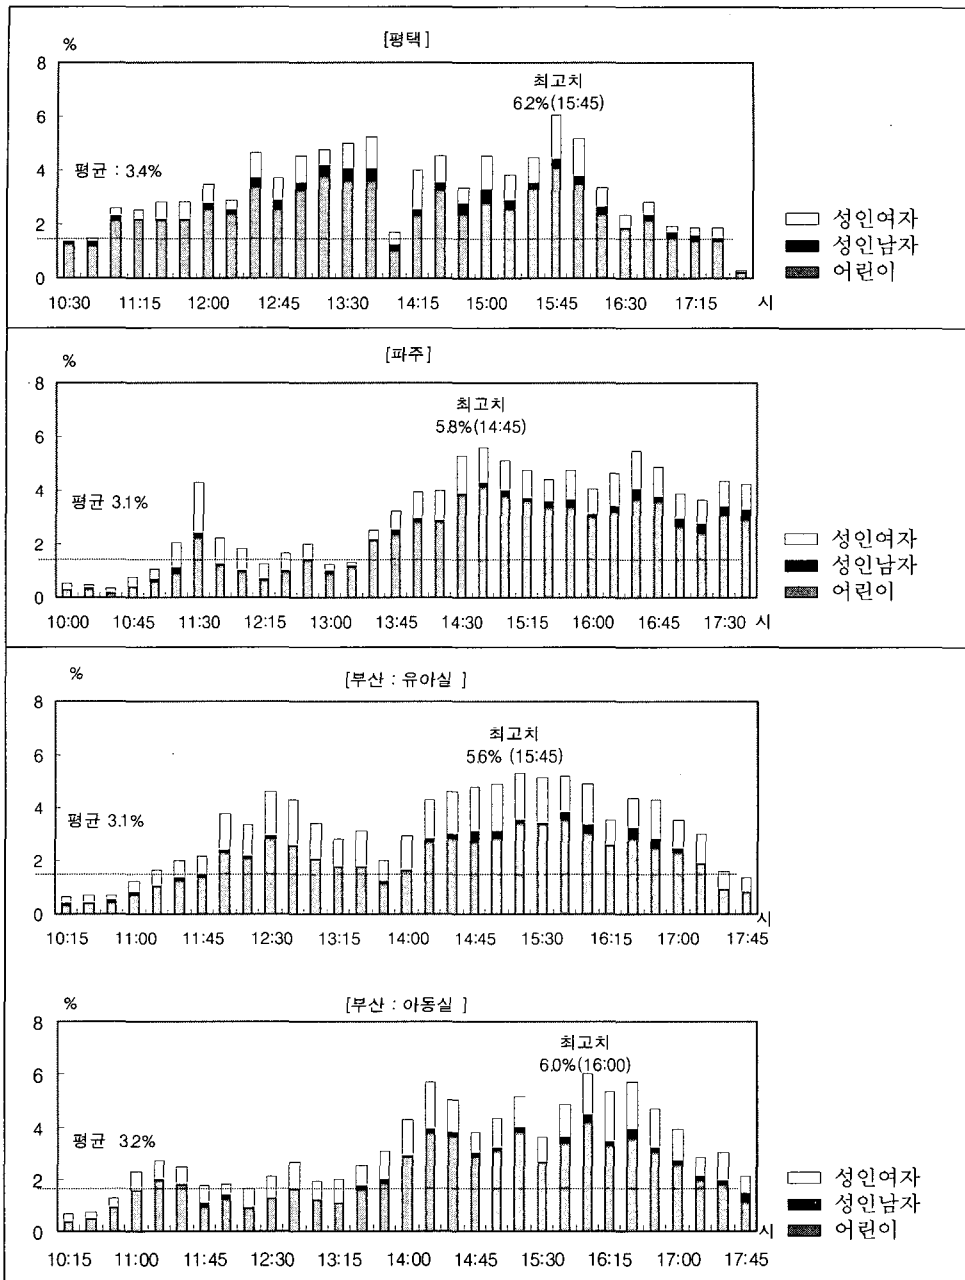 [평택]
%
8
최고치
6.2%(15:45)
6
평균 : 3.4%
4
2
0
10:30 11:15 12:00 12:45 13:30 14:15 15:00 15:45 16:30 17:15 시
성인여자
성인남자
어린이
[파주]
%
8
최고치
5.8%(14:45)
6
평균 3.1%
4
2
0
10:00 10:45 11:30 12:15 13:00 13:45 14:30 15:15 16:00 16:45 17:30 시
성인여자
성인남자
어린이
[부산 : 유아실 ]
%
8
최고치
5.6% (15:45)
6
평균 3.1%
4
2
0
시
10:15 11:00 11:45 12:30 13:15 14:00 14:45 15:30 16:15 17:00 17:45
[부산 : 아동실 ]
%
8
최고치
6.0%(16:00)
6
평균 3.2%
4
2
0
시
10:15 11:00 11:45 12:30 13:15 14:00 14:45 15:30 16:15 17:00 17:45
성인여자
성인남자
어린이